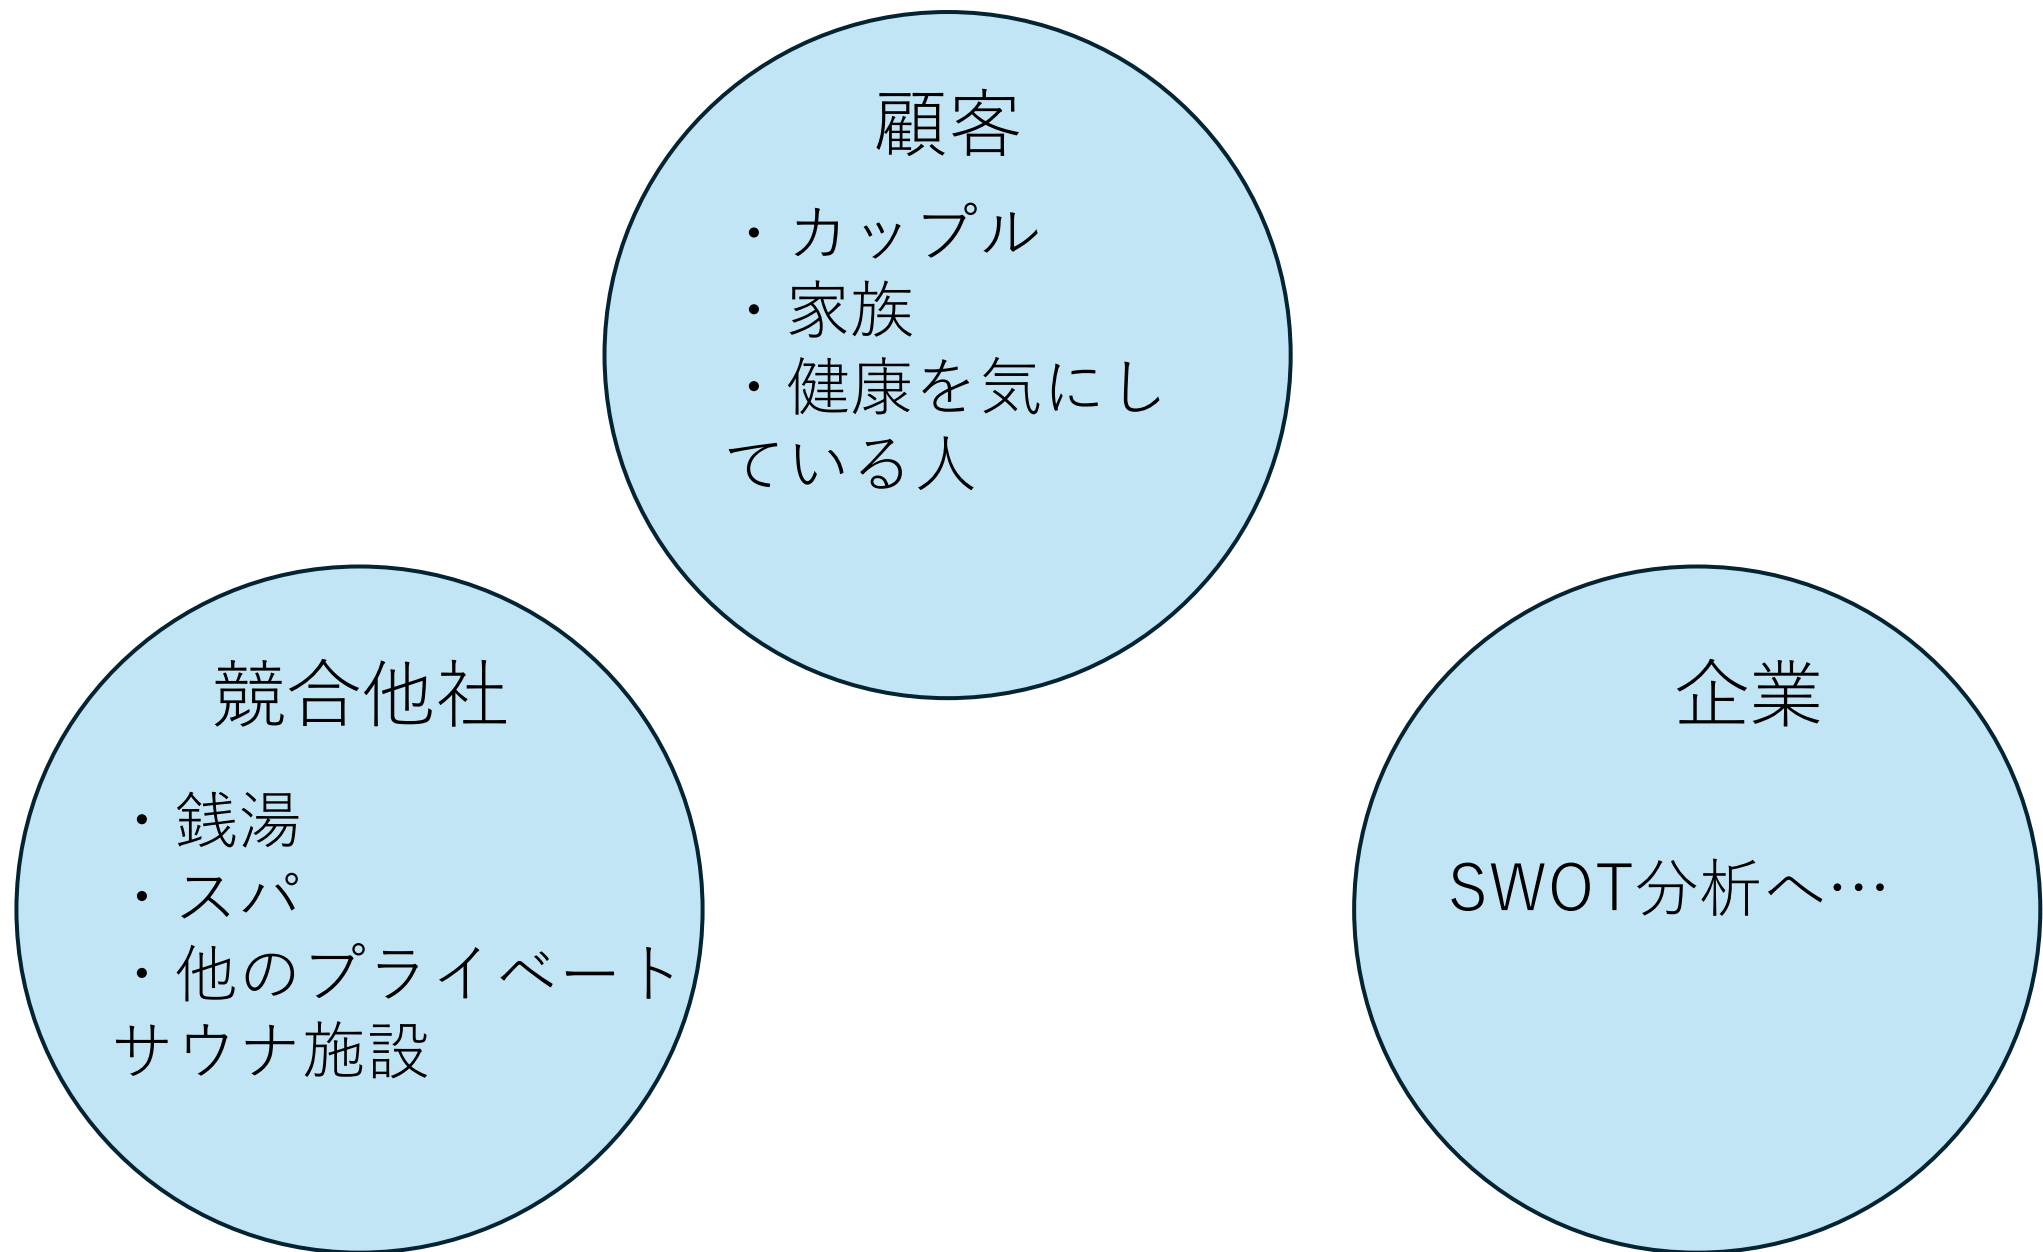 顧客
・カップル
・家族
・健康を気にし
ている人
競合他社
・銭湯
・スパ
・他のプライベート
サウナ施設
企業
SWOT分析へ…